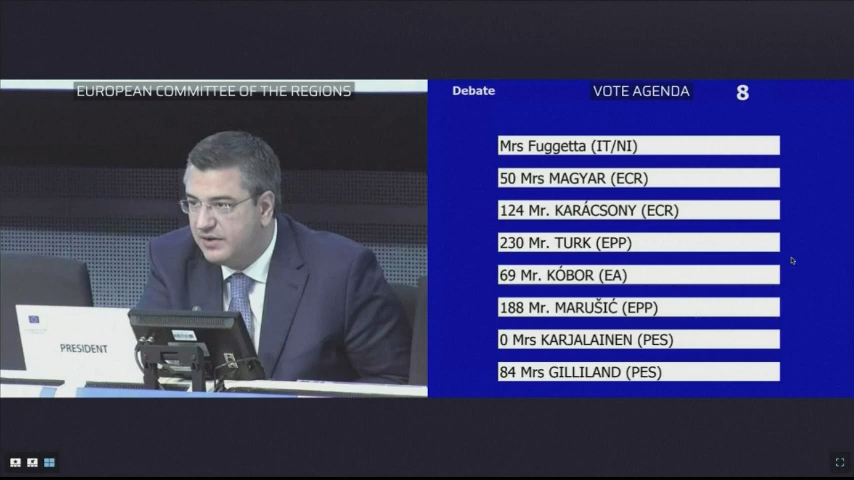 EUROPEAN COMMITTEE OF THE REGIONS
PRESIDENT
Debate
VOTE AGENDA
8
Mrs Fuggetta (IT/NI)
50 Mrs MAGYAR (ECR)
124 Mr. KARÁCSONY (ECR)
230 Mr. TURK (EPP)
69 Mr. KÓBOR (EA)
188 Mr. MARUŠIĆ (EPP)
0 Mrs KARJALAINEN (PES)
84 Mrs GILLILAND (PES)